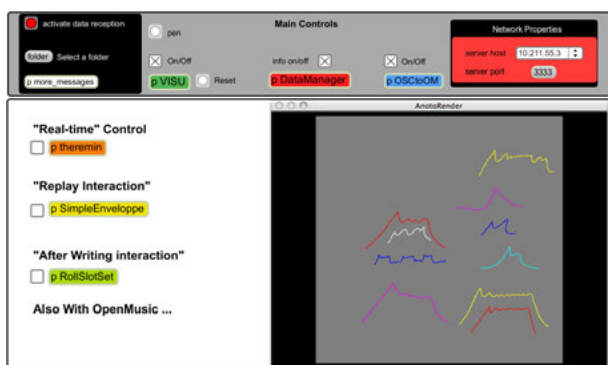 activate data reception
pen
Main Controls
Network Properties
folder Select a folder
On/Off
info on/off
On/Off
server host 10.211.55.3
p more_messages
p VISU
Reset
p DataManager
p OSCtoOM
server port 3333
AnotoRender
"Real-time" Control
p theremin
"Replay Interaction"
p SimpleEnveloppe
"After Writing interaction"
p RollSlotSet
Also With OpenMusic ...